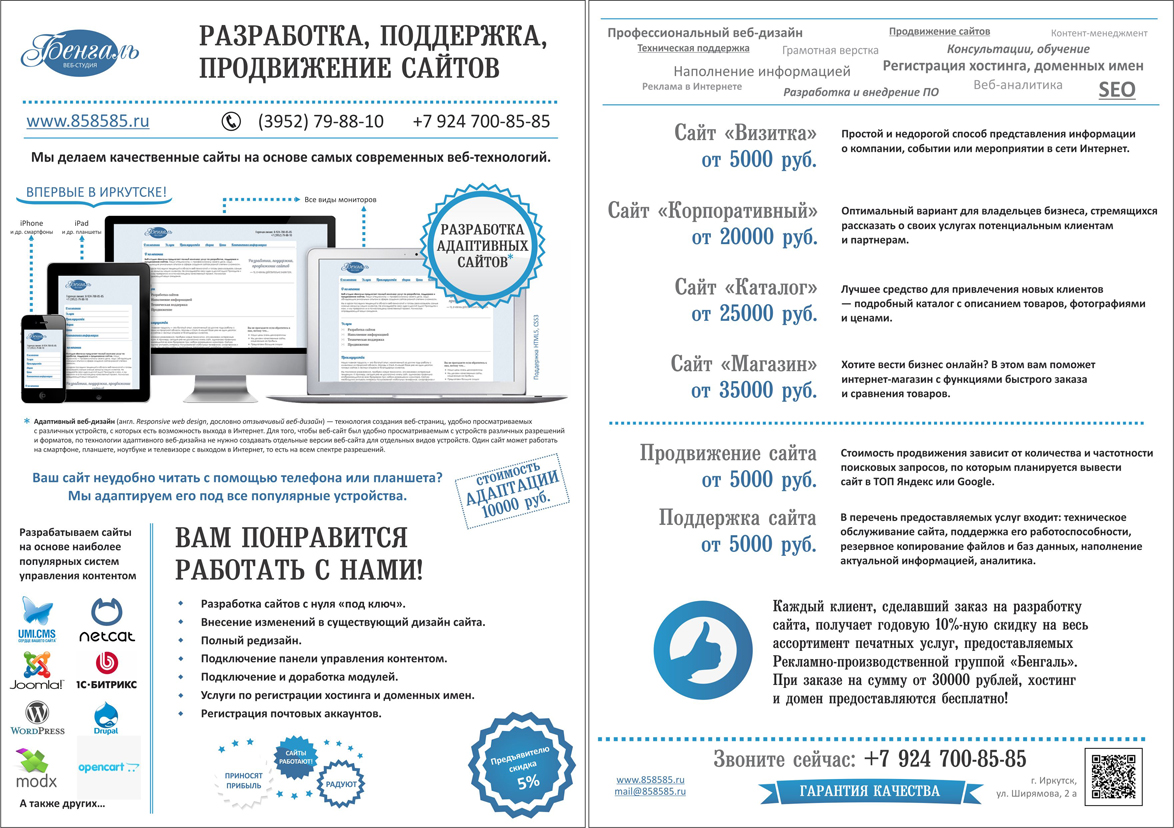 Бенгаль
ВЕБ-СТУДИЯ
РАЗРАБОТКА, ПОДДЕРЖКА,
ПРОДВИЖЕНИЕ САЙТОВ
www.858585.ru
(3952) 79-88-10
+7 924 700-85-85
Мы делаем качественные сайты на основе самых современных веб-технологий.
ВПЕРВЫЕ В ИРКУТСКЕ!
iPhone
и др. смартфоны
iPad
и др. планшеты
Все виды мониторов
РАЗРАБОТКА
АДАПТИВНЫХ
САЙТОВ*
Поддержка HTML5, CSS3
* Адаптивный веб-дизайн (англ. Responsive web design, дословно отзывчивый веб-дизайн) — технология создания веб-страниц, удобно просматриваемых
с различных устройств, с которых есть возможность выхода в Интернет. Для того, чтобы веб-сайт был удобно просматриваемым с устройств различных разрешений
и форматов, по технологии адаптивного веб-дизайна не нужно создавать отдельные версии веб-сайта для отдельных видов устройств. Один сайт может работать
на смартфоне, планшете, ноутбуке и телевизоре с выходом в Интернет, то есть на всем спектре разрешений.
Ваш сайт неудобно читать с помощью телефона или планшета?
Мы адаптируем его под все популярные устройства.
СТОИМОСТЬ
АДАПТАЦИИ
10000 руб.
Разрабатываем сайты
на основе наиболее
популярных систем
управления контентом
UMI.CMS
СЕРДЦЕ ВАШЕГО САЙТА
netcat
Joomla!
1С·БИТРИКС
WORDPRESS
Drupal
modx
opencart
А также других...
ВАМ ПОНРАВИТСЯ
РАБОТАТЬ С НАМИ!
Разработка сайтов с нуля «под ключ».
Внесение изменений в существующий дизайн сайта.
Полный редизайн.
Подключение панели управления контентом.
Подключение и доработка модулей.
Услуги по регистрации хостинга и доменных имен.
Регистрация почтовых аккаунтов.
ПРИНОСЯТ
ПРИБЫЛЬ
САЙТЫ
РАБОТАЮТ!
РАДУЮТ
Предъявителю
скидка
5%
Профессиональный веб-дизайн
Продвижение сайтов
Контент-менеджмент
Техническая поддержка
Грамотная верстка
Консультации, обучение
Наполнение информацией
Регистрация хостинга, доменных имен
Реклама в Интернете
Разработка и внедрение ПО
Веб-аналитика
SEO
Сайт «Визитка»
от 5000 руб.
Простой и недорогой способ представления информации
о компании, событии или мероприятии в сети Интернет.
Сайт «Корпоративный»
от 20000 руб.
Оптимальный вариант для владельцев бизнеса, стремящихся
рассказать о своих услугах потенциальным клиентам
и партнерам.
Сайт «Каталог»
от 25000 руб.
Лучшее средство для привлечения новых клиентов
— подробный каталог с описанием товаров, фотографиями
и ценами.
Сайт «Магазин»
от 35000 руб.
Хотите вести бизнес онлайн? В этом вам поможет
интернет-магазин с функциями быстрого заказа
и сравнения товаров.
Продвижение сайта
от 5000 руб.
Стоимость продвижения зависит от количества и частотности
поисковых запросов, по которым планируется вывести
сайт в ТОП Яндекс или Google.
Поддержка сайта
от 5000 руб.
В перечень предоставляемых услуг входит: техническое
обслуживание сайта, поддержка его работоспособности,
резервное копирование файлов и баз данных, наполнение
актуальной информацией, аналитика.
Каждый клиент, сделавший заказ на разработку
сайта, получает годовую 10%-ную скидку на весь
ассортимент печатных услуг, предоставляемых
Рекламно-производственной группой «Бенгаль».
При заказе на сумму от 30000 рублей, хостинг
и домен предоставляются бесплатно!
Звоните сейчас: +7 924 700-85-85
www.858585.ru
mail@858585.ru
ГАРАНТИЯ КАЧЕСТВА
г. Иркутск,
ул. Ширямова, 2 а